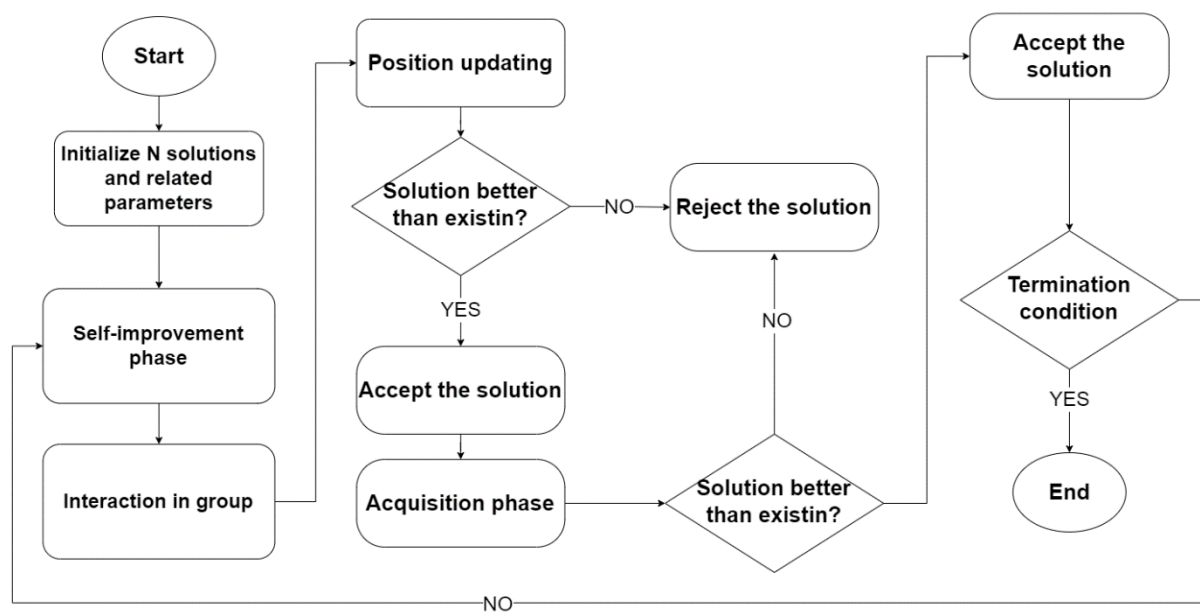 Start
Initialize N solutions
and related
parameters
Self-improvement
phase
Interaction in group
Position updating
Solution better
than existin?
NO
Reject the solution
YES
Accept the solution
Acquisition phase
Solution better
than existin?
NO
Accept the
solution
Termination
condition
YES
End
NO